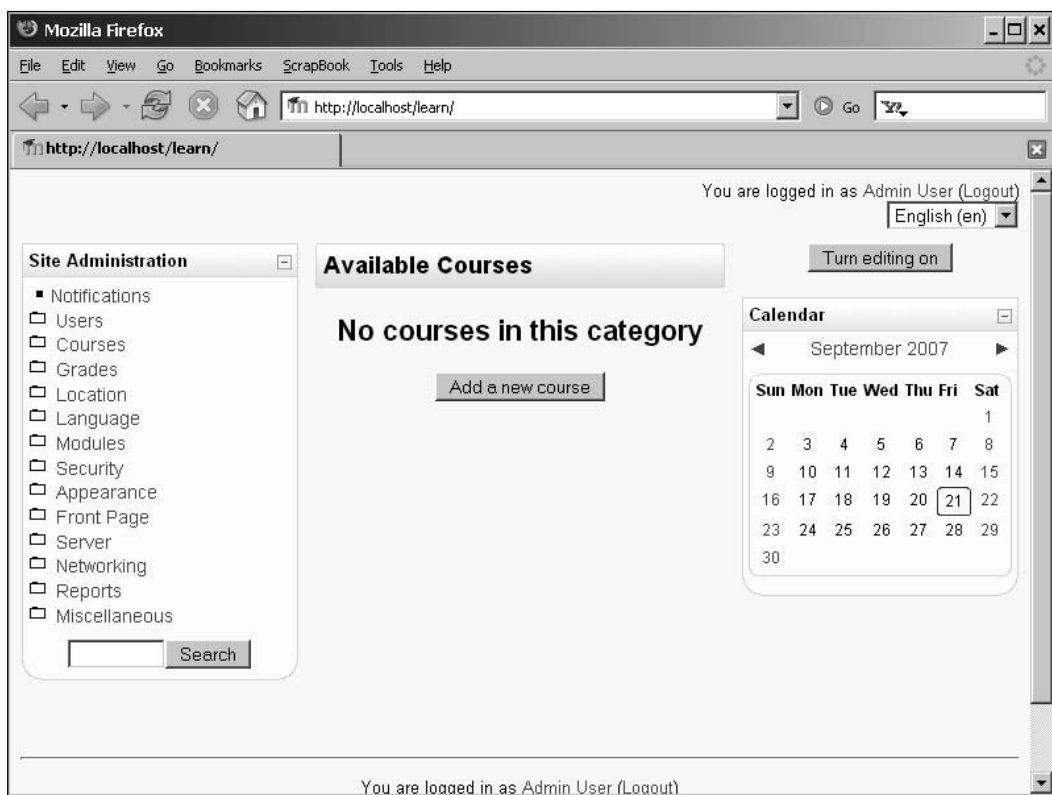 Mozilla Firefox
File Edit View Go Bookmarks ScrapBook Tools Help
http://localhost/learn/ Go
http://localhost/learn/
You are logged in as Admin User (Logout)
English (en)
Turn editing on
Site Administration
Notifications
Users
Courses
Grades
Location
Language
Modules
Security
Appearance
Front Page
Server
Networking
Reports
Miscellaneous
Search
Available Courses
No courses in this category
Add a new course
Calendar
September 2007
Sun Mon Tue Wed Thu Fri Sat
1
2 3 4 5 6 7 8
9 10 11 12 13 14 15
16 17 18 19 20 21 22
23 24 25 26 27 28 29
30
You are logged in as Admin User (Logout)